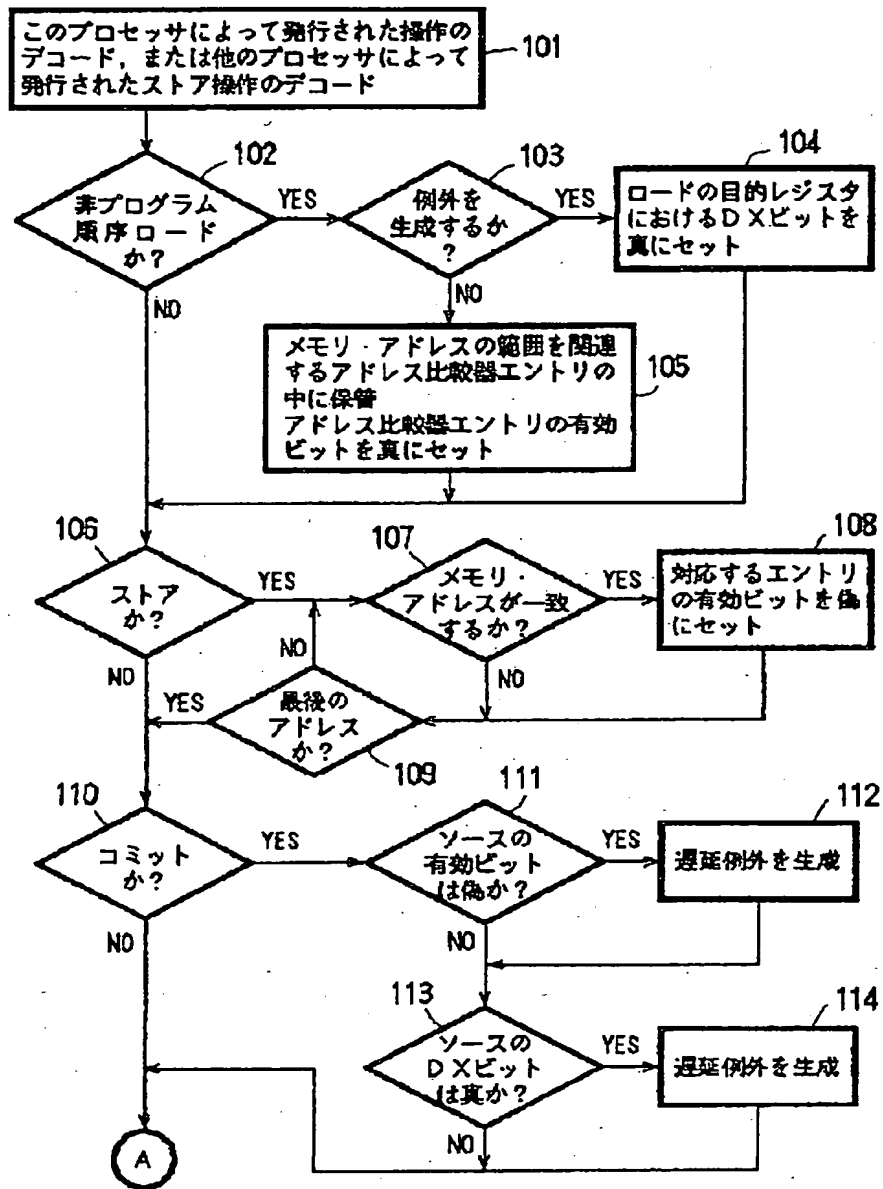 このプロセッサによって発行された操作の
デコード，または他のプロセッサによって
発行されたストア操作のデコード
101
102
非プログラム
順序ロード
か？
YES
NO
103
例外を
生成するか
？
YES
NO
104
ロードの目的レジスタ
におけるＤＸビットを
真にセット
メモリ・アドレスの範囲を関連
するアドレス比較器エントリの
中に保管
アドレス比較器エントリの有効
ビットを真にセット
105
106
ストア
か？
YES
NO
107
メモリ・
アドレスが一致
するか？
YES
NO
108
対応するエントリ
の有効ビットを偽
にセット
最後の
アドレス
か？
YES
NO
109
110
コミット
か？
YES
NO
111
ソースの
有効ビット
は偽か？
YES
NO
112
遅延例外を生成
113
ソースの
ＤＸビット
は真か？
YES
NO
114
遅延例外を生成
A